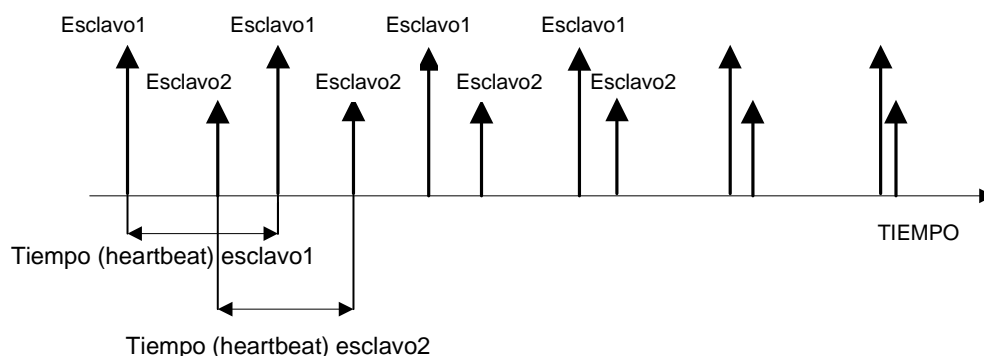 Esclavo1 Esclavo1 Esclavo1 Esclavo1
Esclavo2 Esclavo2 Esclavo2 Esclavo2
TIEMPO
Tiempo (heartbeat) esclavo1
Tiempo (heartbeat) esclavo2